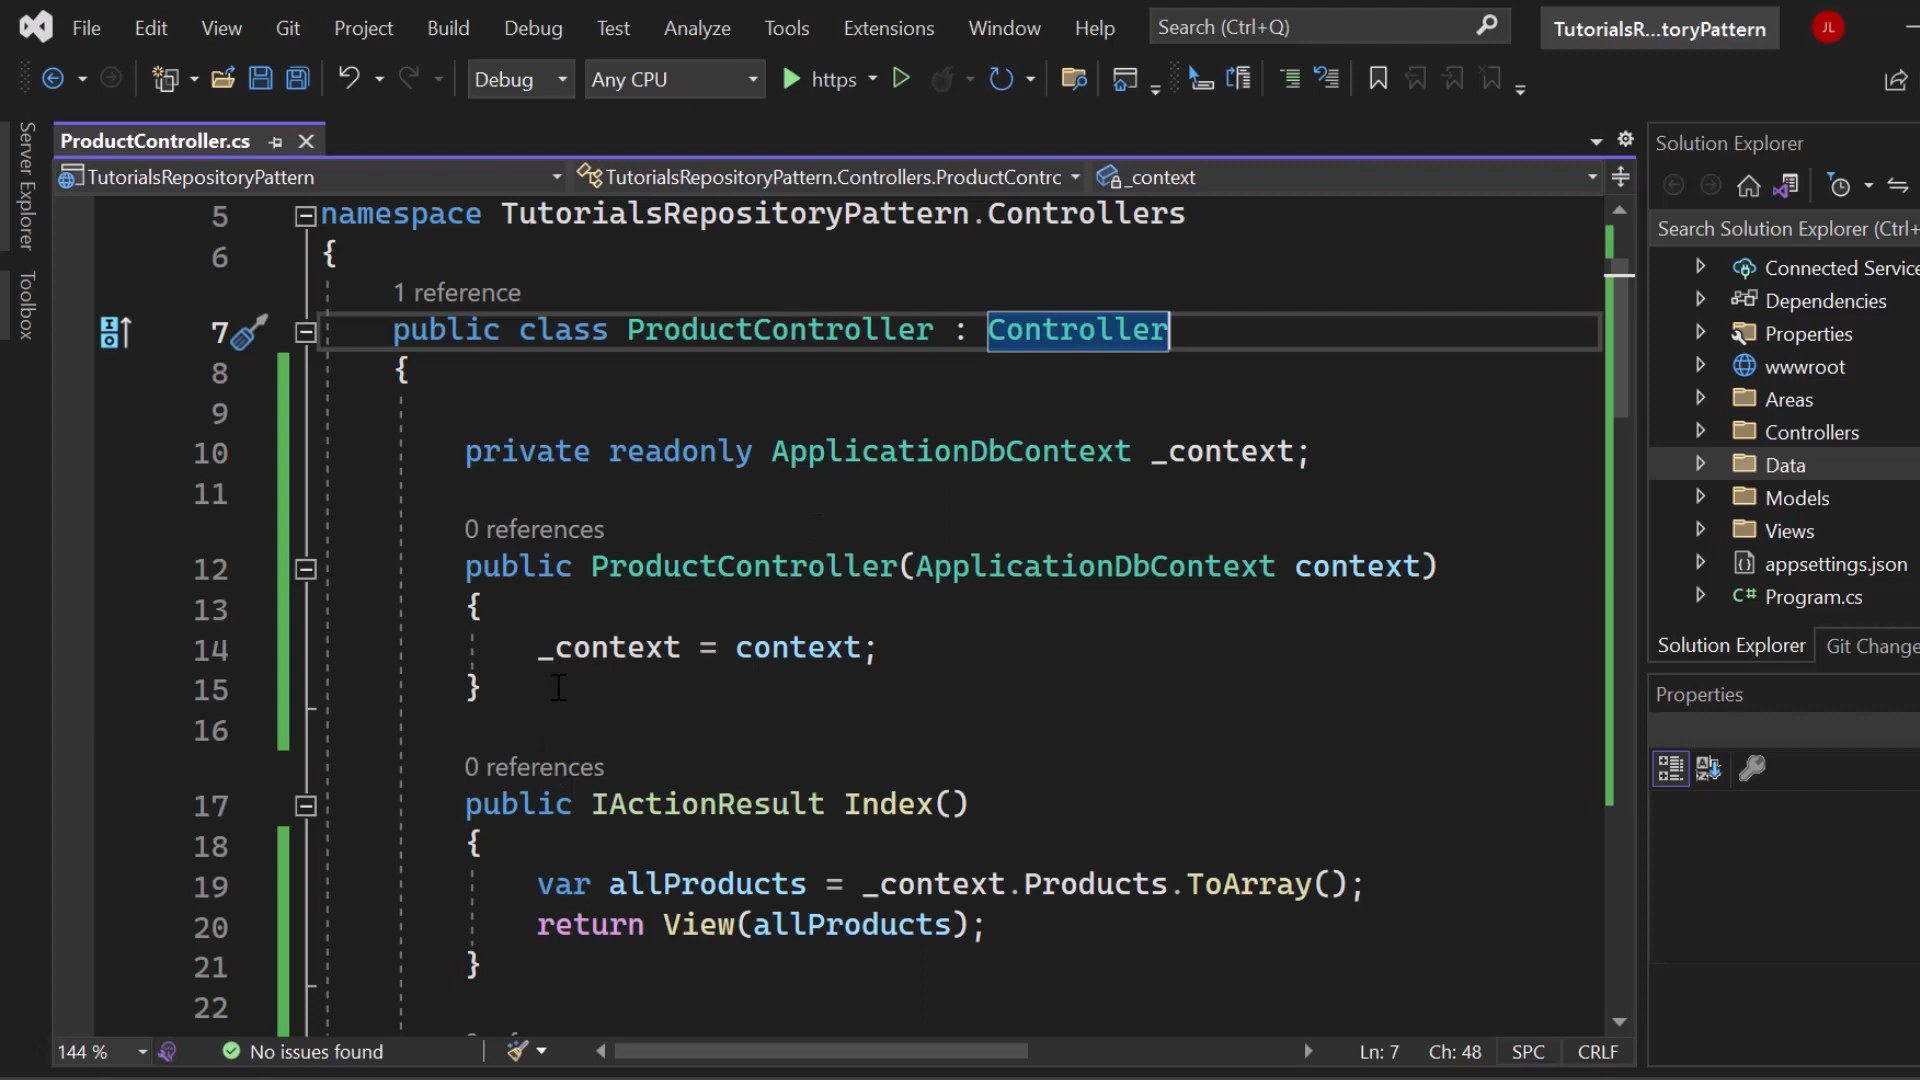 File Edit View Git Project Build Debug Test Analyze Tools Extensions Window Help Search (Ctrl+Q) TutorialsR...toryPattern JL
Debug Any CPU https
Server Explorer
Toolbox
ProductController.cs
TutorialsRepositoryPattern TutorialsRepositoryPattern.Controllers.ProductContrc _context
5 namespace TutorialsRepositoryPattern.Controllers
6 {
1 reference
7 public class ProductController : Controller
8 {
9
10 private readonly ApplicationDbContext _context;
11
0 references
12 public ProductController(ApplicationDbContext context)
13 {
14 _context = context;
15 }
16
0 references
17 public IActionResult Index()
18 {
19 var allProducts = _context.Products.ToArray();
20 return View(allProducts);
21 }
22
144 % No issues found Ln: 7 Ch: 48 SPC CRLF
Solution Explorer
Search Solution Explorer (Ctrl+
Connected Service
Dependencies
Properties
wwwroot
Areas
Controllers
Data
Models
Views
appsettings.json
C# Program.cs
Solution Explorer Git Change
Properties